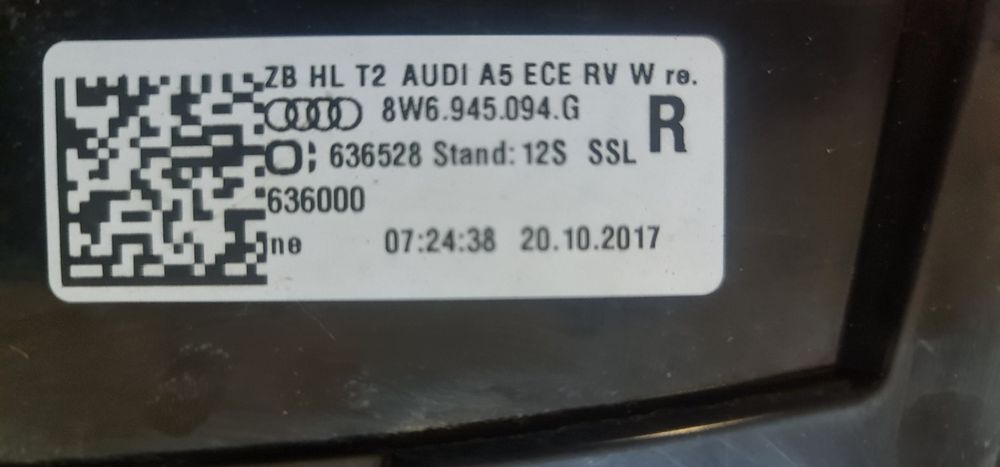 ZB HL T2 AUDI A5 ECE RV W re.
8W6.945.094.G
R
636528 Stand: 12S SSL
636000
ne 07:24:38 20.10.2017